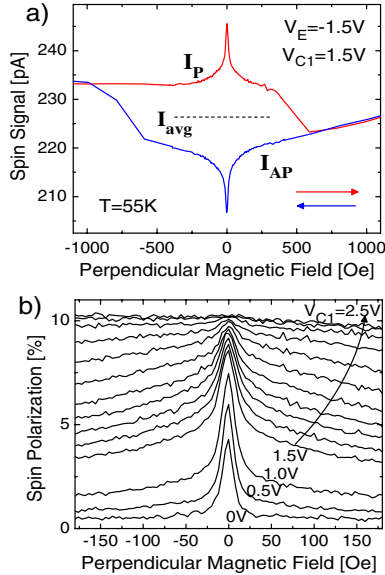 a)
V_E=-1.5V
V_C1=1.5V
I_P
I_avg
I_AP
T=55K
Spin Signal [pA]
240
230
220
210
-1000
-500
0
500
1000
Perpendicular Magnetic Field [Oe]
b)
V_C1=2.5V
1.5V
1.0V
0.5V
0V
Spin Polarization [%]
10
5
0
-150
-100
-50
0
50
100
150
Perpendicular Magnetic Field [Oe]